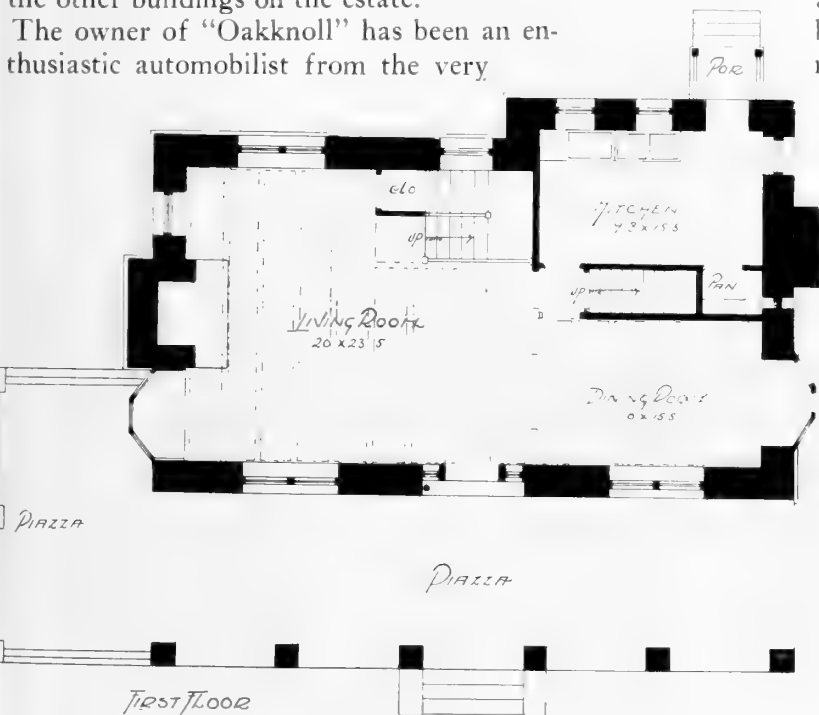 the other buildings on the estate.
The owner of “Oakknoll” has been an en-
thusiastic automobilist from the very
POR
CLO
UP
KITCHEN
UP
PAN
LIVING ROOM
20 x 23 5
D
DINING ROOM
PIAZZA
PIAZZA
FIRST FLOOR